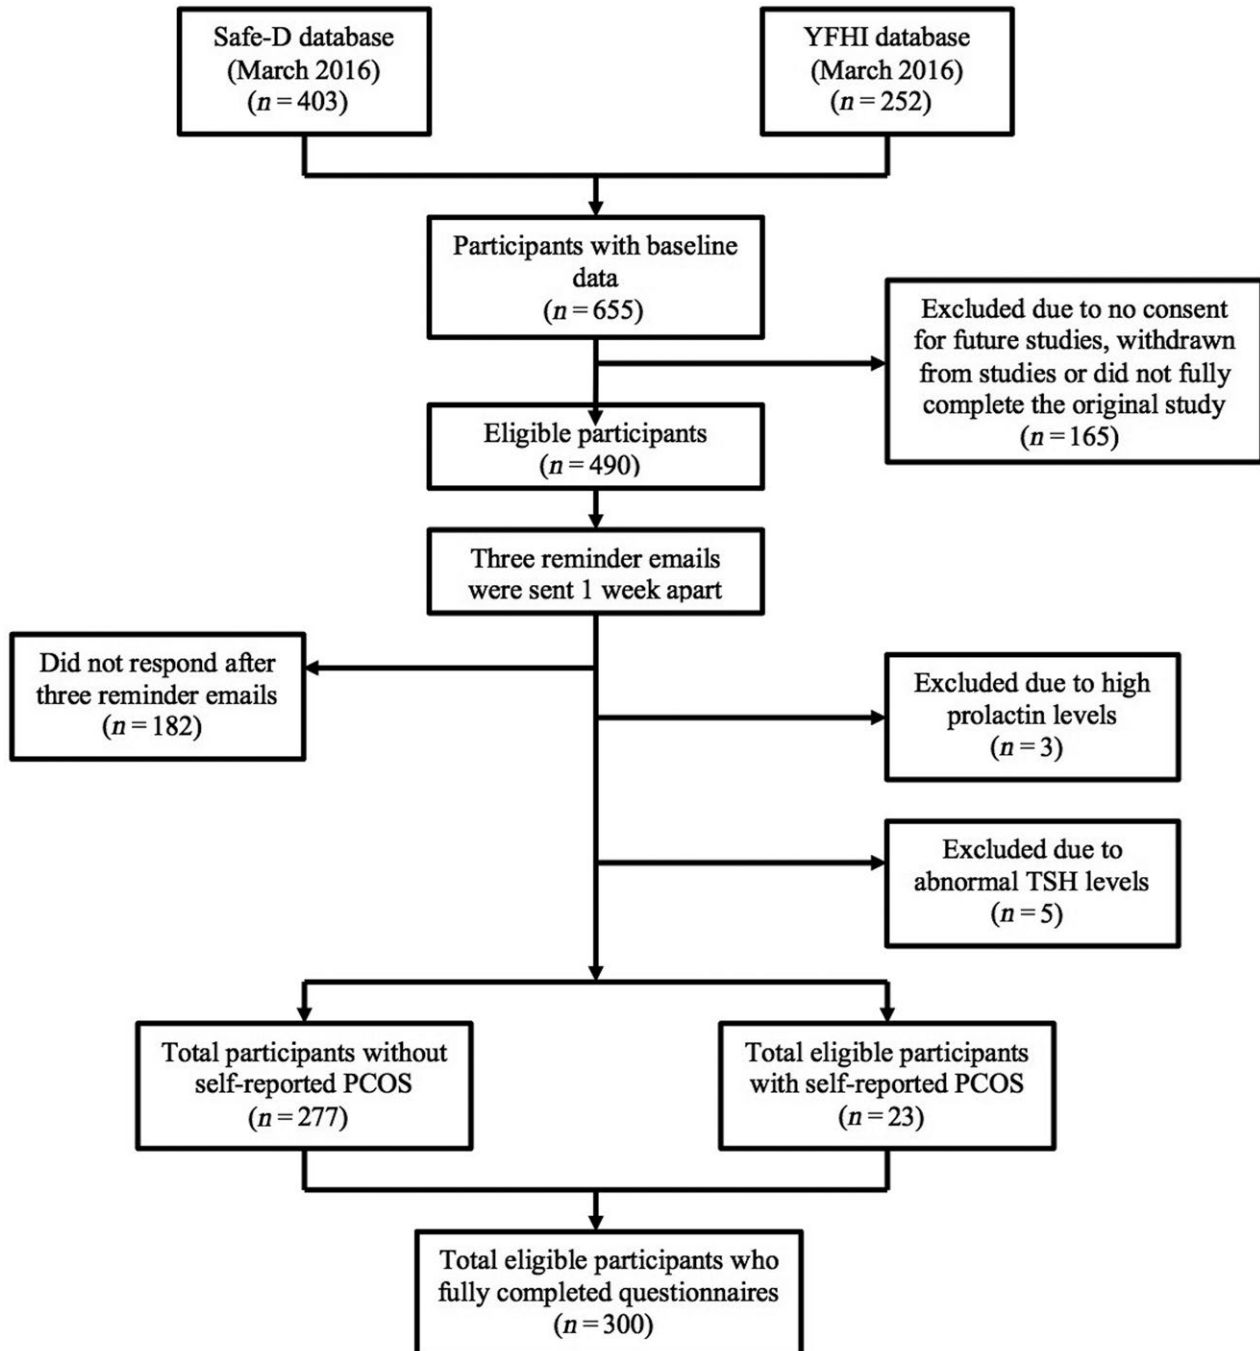 Safe-D database
(March 2016)
(n = 403)
YFHI database
(March 2016)
(n = 252)
Participants with baseline
data
(n = 655)
Excluded due to no consent
for future studies, withdrawn
from studies or did not fully
complete the original study
(n = 165)
Eligible participants
(n = 490)
Three reminder emails
were sent 1 week apart
Did not respond after
three reminder emails
(n = 182)
Excluded due to high
prolactin levels
(n = 3)
Excluded due to
abnormal TSH levels
(n = 5)
Total participants without
self-reported PCOS
(n = 277)
Total eligible participants
with self-reported PCOS
(n = 23)
Total eligible participants who
fully completed questionnaires
(n = 300)